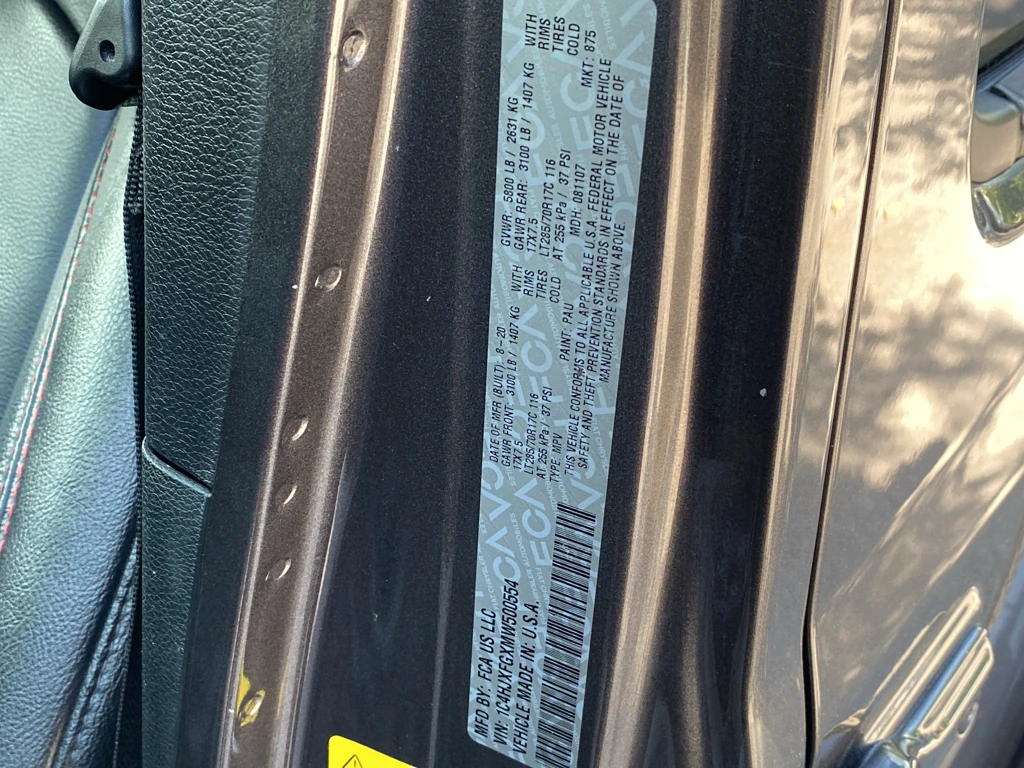 MFD BY: FCA US LLC
DATE OF MFR (BUILT): 8-20
GVWR: 5800 LB / 2631 KG
GAWR FRONT: 3100 LB / 1407 KG WITH
GAWR REAR: 3100 LB / 1407 KG WITH
17X7.5 RIMS
17X7.5 RIMS
LT285/70R17C 116 TIRES
LT285/70R17C 116 TIRES
AT 255 kPa / 37 PSI COLD
AT 255 kPa / 37 PSI COLD
VIN: 1C4HJXFGXMW500554
TYPE: MPV PAINT: PAU MDH: 081107 MKT: 875
VEHICLE MADE IN: U.S.A.
THIS VEHICLE CONFORMS TO ALL APPLICABLE U.S.A. FEDERAL MOTOR VEHICLE
SAFETY AND THEFT PREVENTION STANDARDS IN EFFECT ON THE DATE OF
MANUFACTURE SHOWN ABOVE.